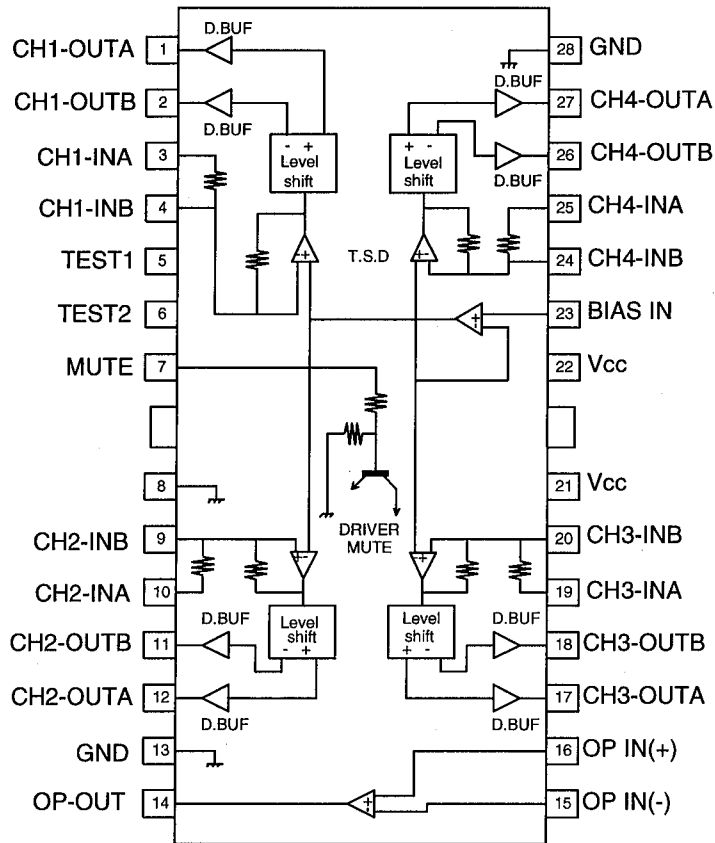 CH1-OUTA 1 D.BUF
CH1-OUTB 2 D.BUF
CH1-INA 3
CH1-INB 4
TEST1 5
TEST2 6
MUTE 7
8
CH2-INB 9
CH2-INA 10
CH2-OUTB 11 D.BUF
CH2-OUTA 12 D.BUF
GND 13
OP-OUT 14
- +
Level
shift
+ -
Level
shift
-+
T.S.D
+-
+
-
DRIVER
MUTE
+-
-+
Level
shift
- +
Level
shift
+ -
+
-
28 GND
D.BUF 27 CH4-OUTA
D.BUF 26 CH4-OUTB
25 CH4-INA
24 CH4-INB
23 BIAS IN
22 Vcc
21 Vcc
20 CH3-INB
19 CH3-INA
D.BUF 18 CH3-OUTB
D.BUF 17 CH3-OUTA
16 OP IN(+)
15 OP IN(-)